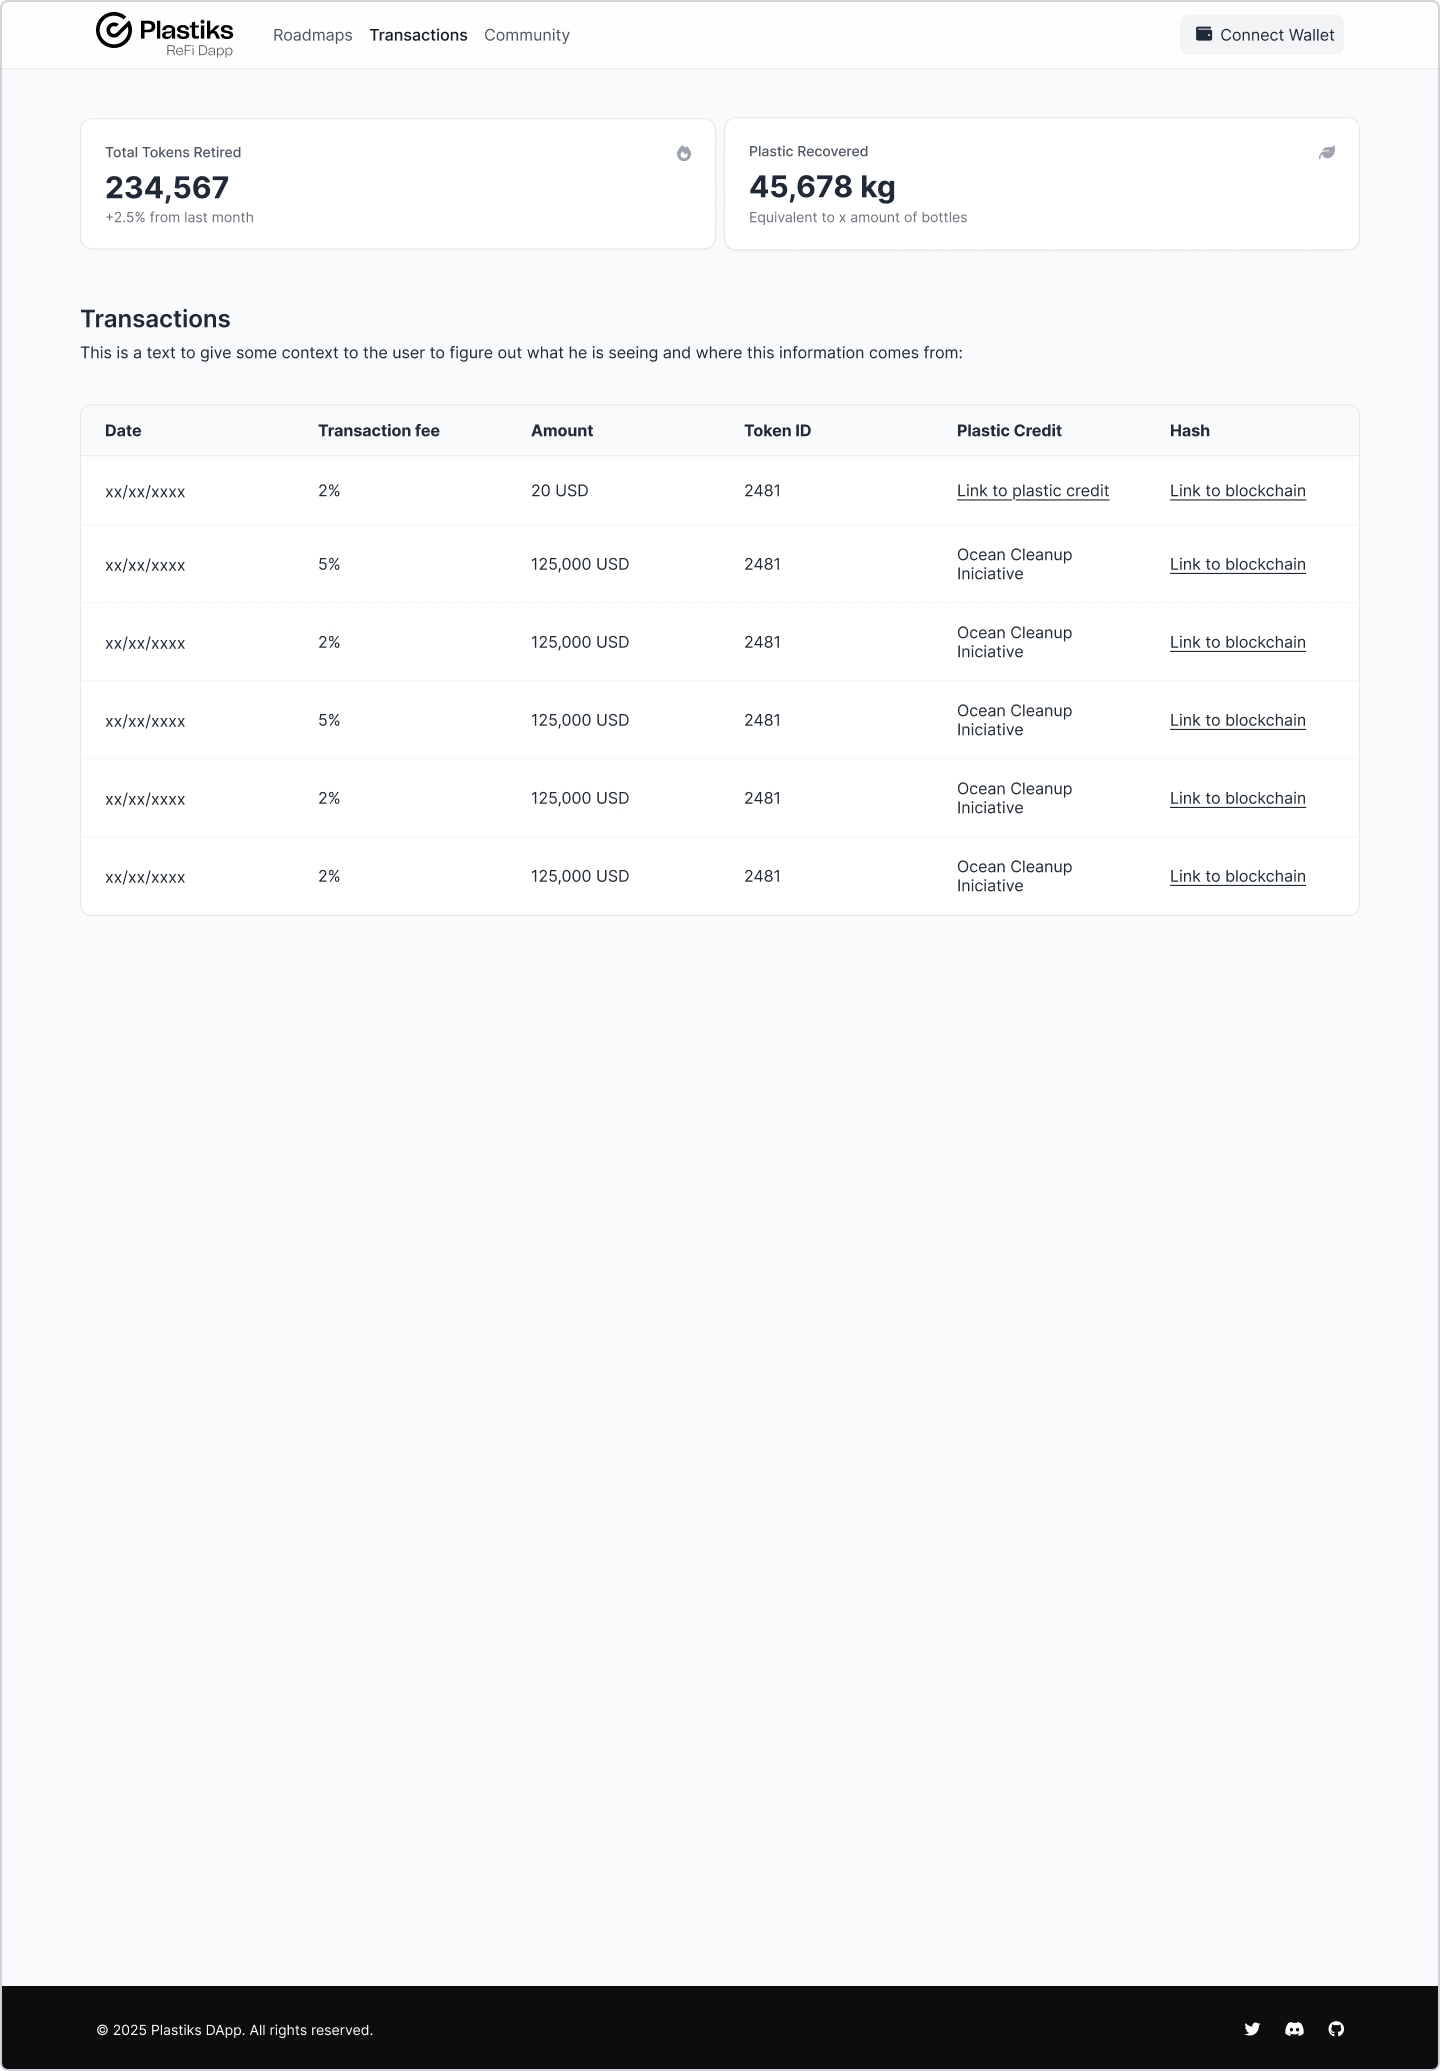 Plastiks
ReFi Dapp
Roadmaps Transactions Community
Connect Wallet
Total Tokens Retired
234,567
+2.5% from last month
Plastic Recovered
45,678 kg
Equivalent to x amount of bottles
Transactions
This is a text to give some context to the user to figure out what he is seeing and where this information comes from:
Date Transaction fee Amount Token ID Plastic Credit Hash
xx/xx/xxxx 2% 20 USD 2481 Link to plastic credit Link to blockchain
xx/xx/xxxx 5% 125,000 USD 2481 Ocean Cleanup
Iniciative Link to blockchain
xx/xx/xxxx 2% 125,000 USD 2481 Ocean Cleanup
Iniciative Link to blockchain
xx/xx/xxxx 5% 125,000 USD 2481 Ocean Cleanup
Iniciative Link to blockchain
xx/xx/xxxx 2% 125,000 USD 2481 Ocean Cleanup
Iniciative Link to blockchain
xx/xx/xxxx 2% 125,000 USD 2481 Ocean Cleanup
Iniciative Link to blockchain
© 2025 Plastiks DApp. All rights reserved.